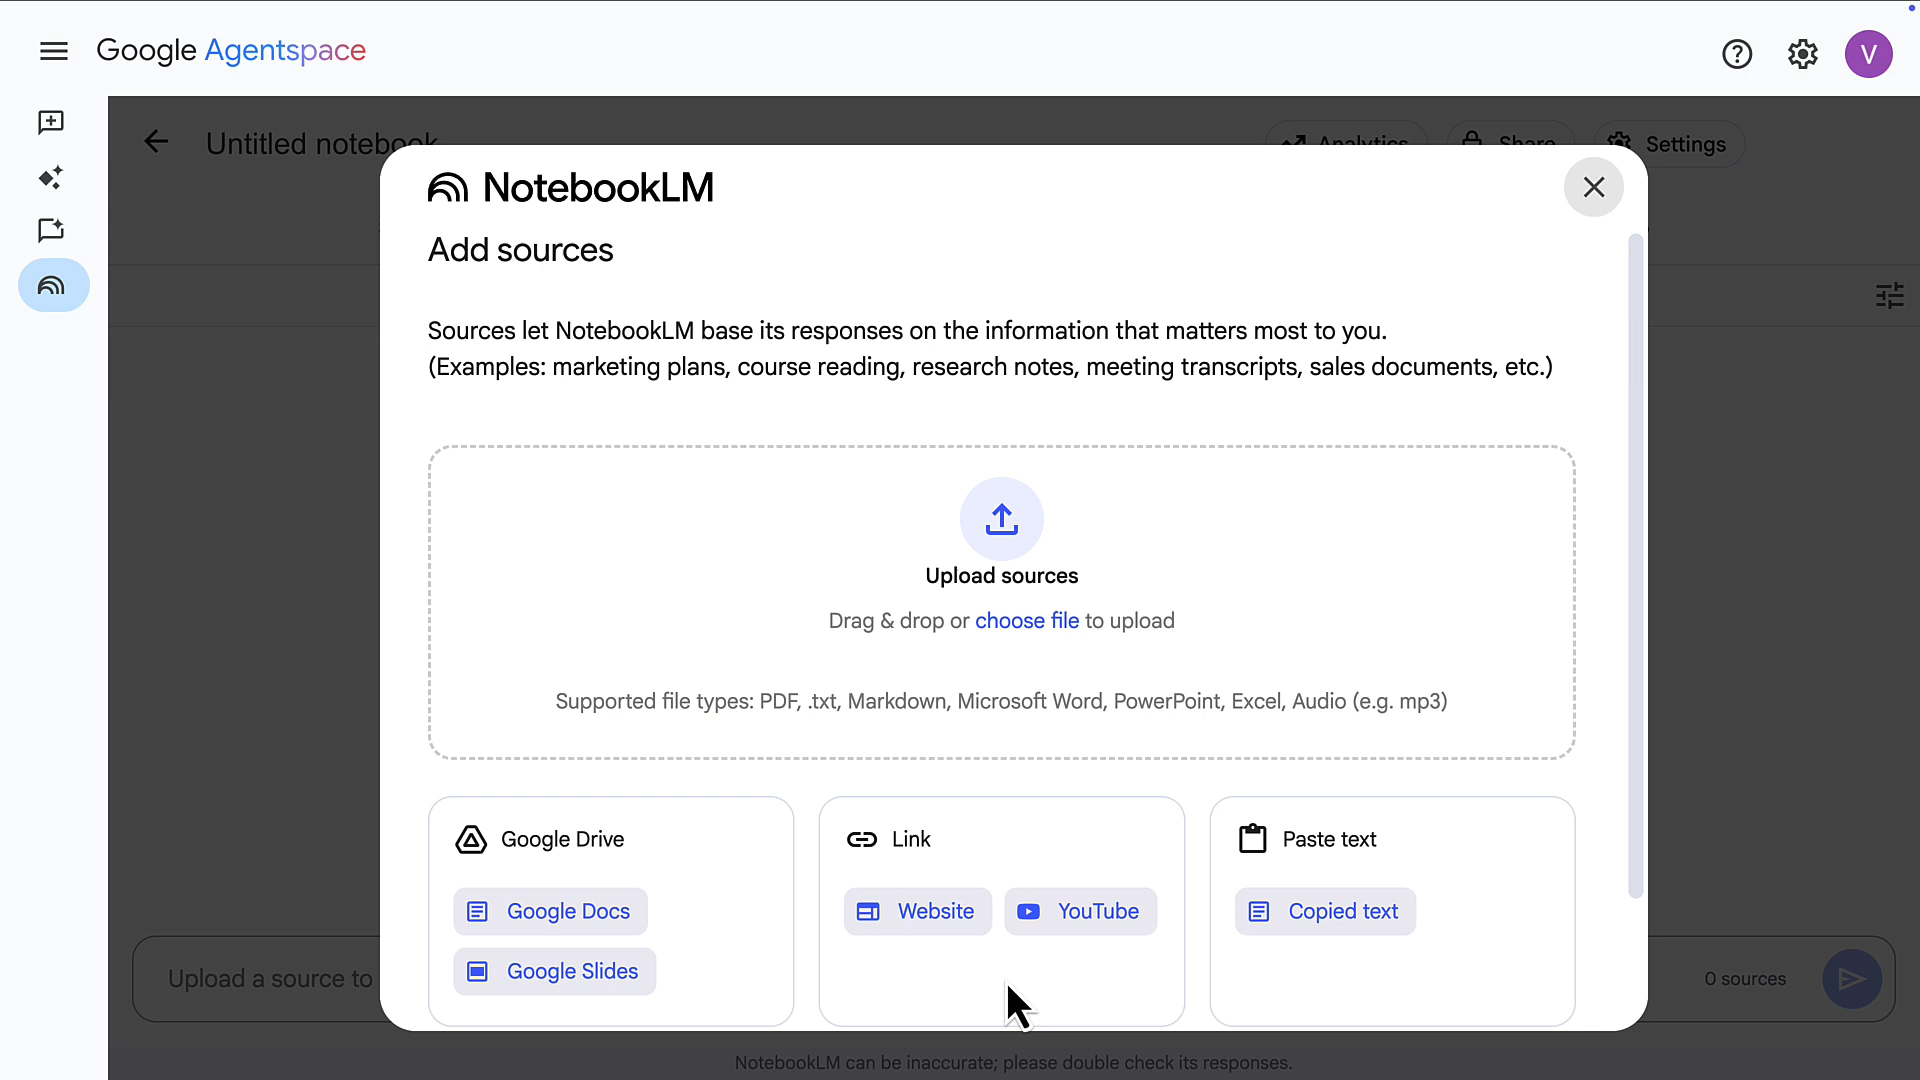 Google Agentspace
V
Untitled notebook
Analytics
Share
Settings
NotebookLM
Add sources
Sources let NotebookLM base its responses on the information that matters most to you.
(Examples: marketing plans, course reading, research notes, meeting transcripts, sales documents, etc.)
Upload sources
Drag & drop or choose file to upload
Supported file types: PDF, .txt, Markdown, Microsoft Word, PowerPoint, Excel, Audio (e.g. mp3)
Google Drive
Google Docs
Google Slides
Link
Website
YouTube
Paste text
Copied text
Upload a source to
0 sources
NotebookLM can be inaccurate; please double check its responses.